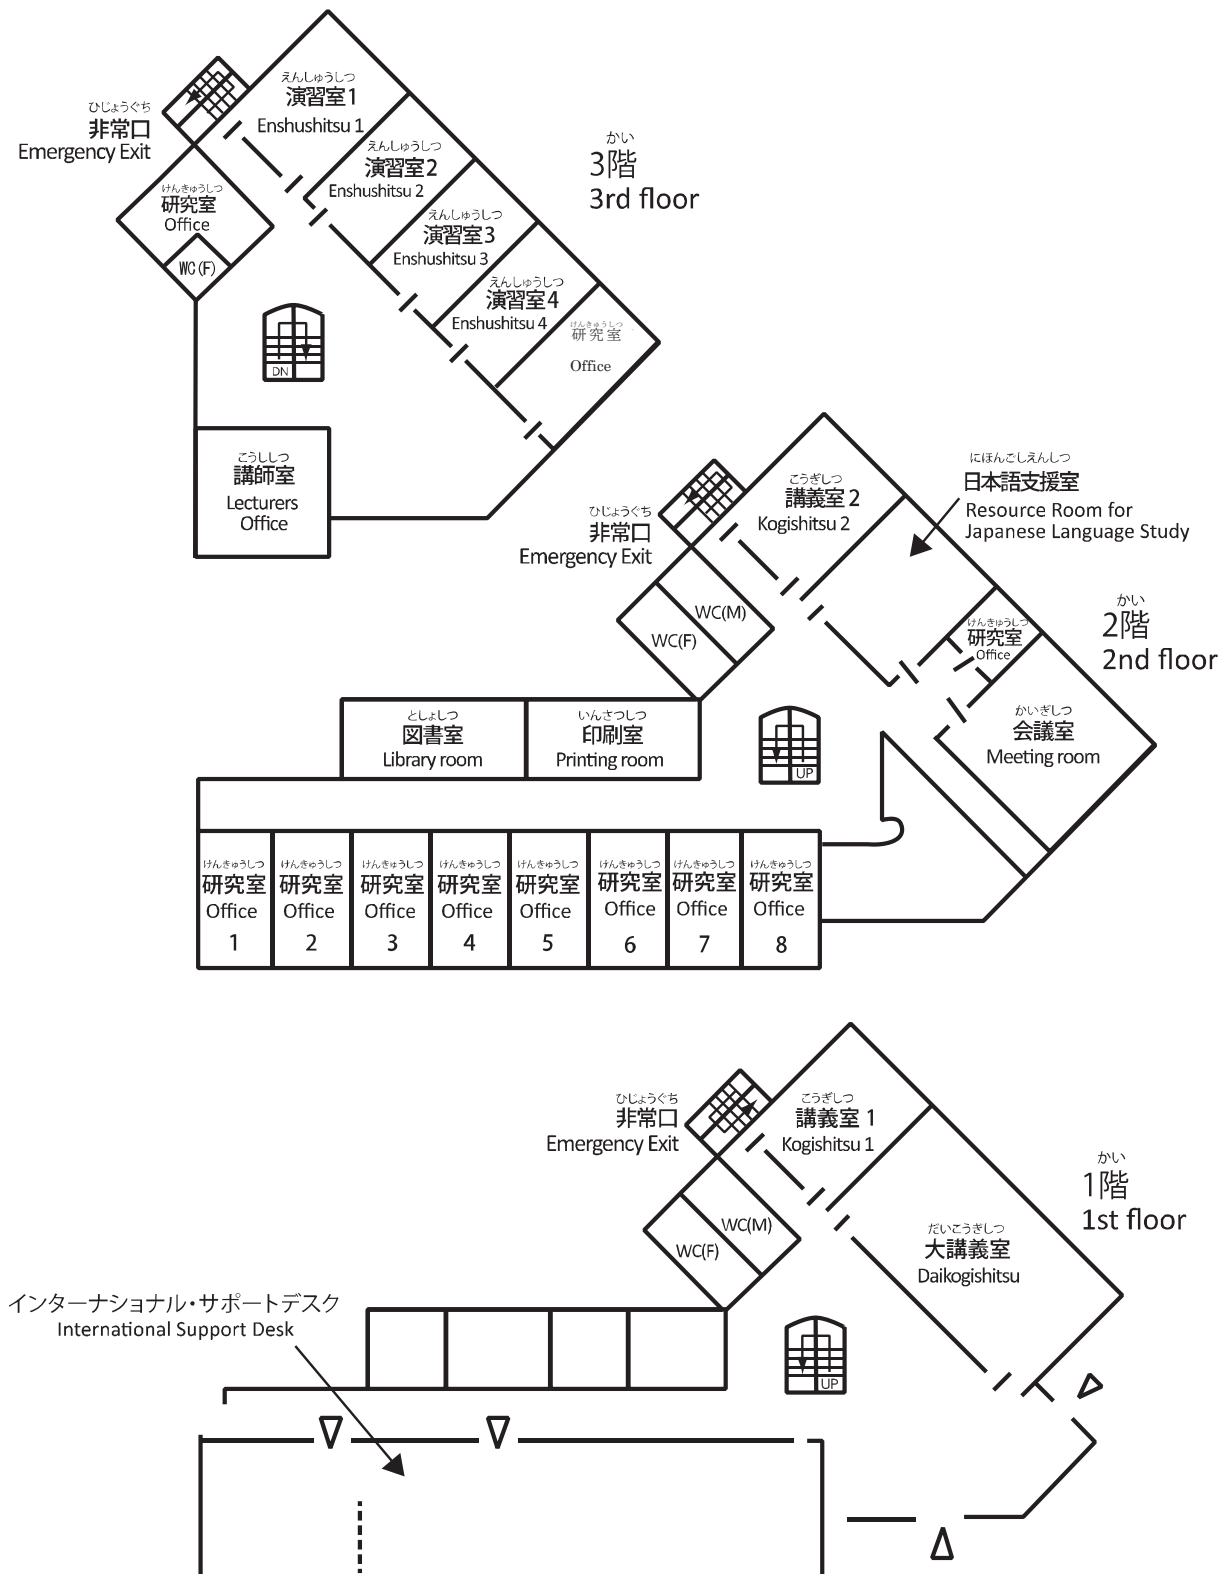 かい
3階
3rd floor
ひじょうぐち
非常口
Emergency Exit
えんしゅうしつ
演習室1
Enshushitsu 1
えんしゅうしつ
演習室2
Enshushitsu 2
えんしゅうしつ
演習室3
Enshushitsu 3
えんしゅうしつ
演習室4
Enshushitsu 4
けんきゅうしつ
研究室
Office
けんきゅうしつ
研究室
Office
WC(F)
DN
こうししつ
講師室
Lecturers
Office
かい
2階
2nd floor
ひじょうぐち
非常口
Emergency Exit
こうぎしつ
講義室 2
Kogishitsu 2
にほんごしえんしつ
日本語支援室
Resource Room for
Japanese Language Study
WC(M)
WC(F)
けんきゅうしつ
研究室
Office
かいぎしつ
会議室
Meeting room
としょしつ
図書室
Library room
いんさつしつ
印刷室
Printing room
UP
けんきゅうしつ
研究室
Office
1
けんきゅうしつ
研究室
Office
2
けんきゅうしつ
研究室
Office
3
けんきゅうしつ
研究室
Office
4
けんきゅうしつ
研究室
Office
5
けんきゅうしつ
研究室
Office
6
けんきゅうしつ
研究室
Office
7
けんきゅうしつ
研究室
Office
8
かい
1階
1st floor
ひじょうぐち
非常口
Emergency Exit
こうぎしつ
講義室 1
Kogishitsu 1
WC(M)
WC(F)
だいこうぎしつ
大講義室
Daikogishitsu
インターナショナル・サポートデスク
International Support Desk
UP